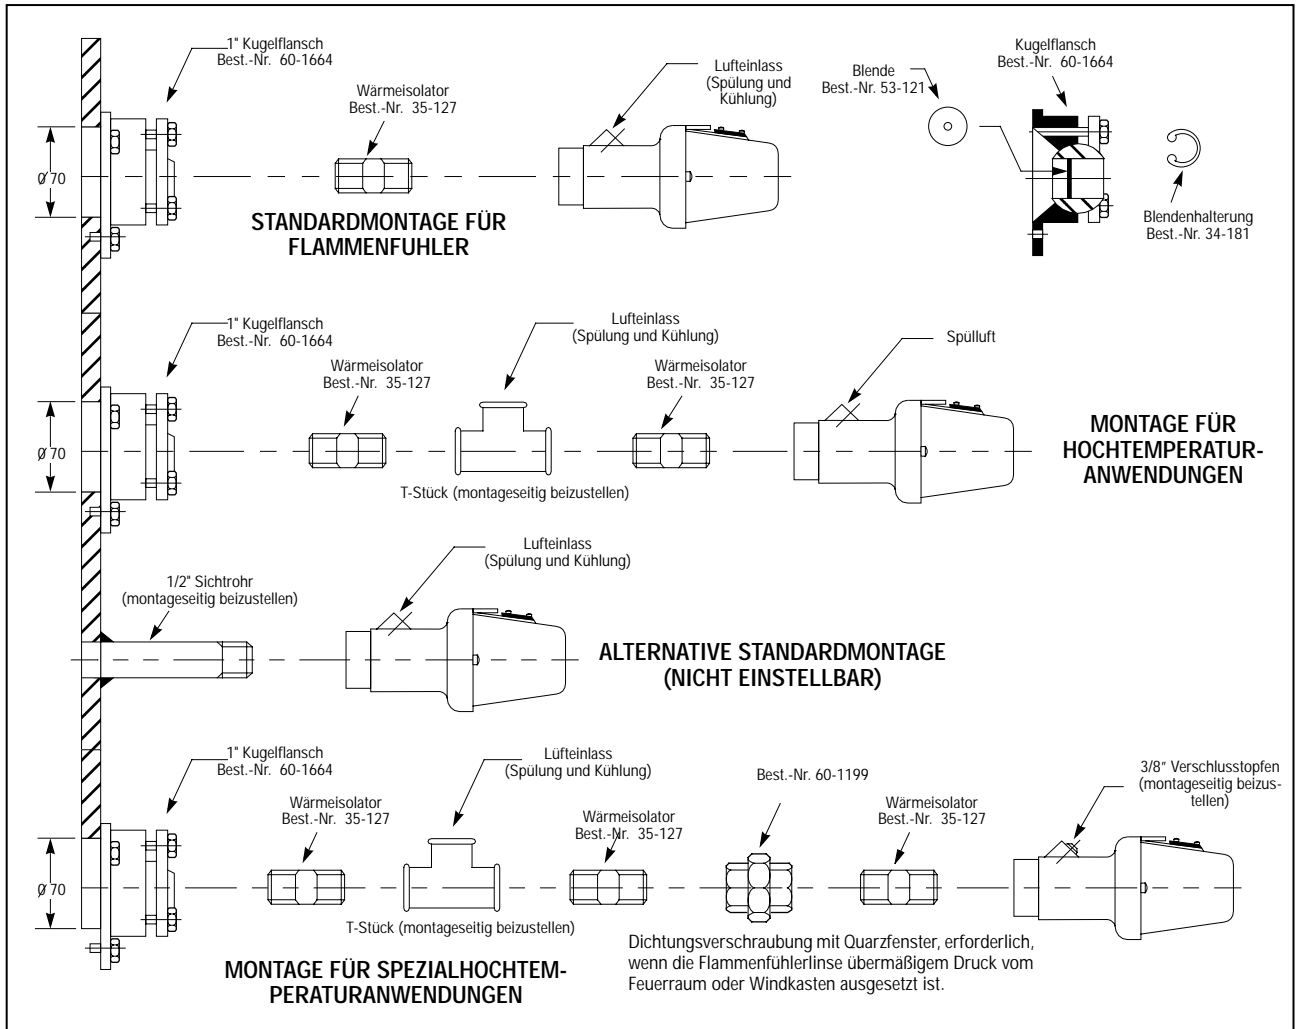 1" Kugelflansch
Best.-Nr. 60-1664
Wärmeisolator
Best.-Nr. 35-127
Lufteinlass
(Spülung und
Kühlung)
Blende
Best.-Nr. 53-121
Kugelflansch
Best.-Nr. 60-1664
Ø 70
Blendenhalterung
Best.-Nr. 34-181
STANDARDMONTAGE FÜR
FLAMMENFUHLER
1" Kugelflansch
Best.-Nr. 60-1664
Wärmeisolator
Best.-Nr. 35-127
Lufteinlass
(Spülung und Kühlung)
Wärmeisolator
Best.-Nr. 35-127
Spülluft
Ø 70
T-Stück (montageseitig beizustellen)
MONTAGE FÜR
HOCHTEMPERATUR-
ANWENDUNGEN
1/2" Sichtrohr
(montageseitig beizustellen)
Lufteinlass
(Spülung und Kühlung)
ALTERNATIVE STANDARDMONTAGE
(NICHT EINSTELLBAR)
1" Kugelflansch
Best.-Nr. 60-1664
Wärmeisolator
Best.-Nr. 35-127
Lüfteinlass
(Spülung und Kühlung)
Wärmeisolator
Best.-Nr. 35-127
Best.-Nr. 60-1199
Wärmeisolator
Best.-Nr. 35-127
3/8" Verschlusstopfen
(montageseitig beizus-
tellen)
Ø 70
T-Stück (montageseitig beizustellen)
Dichtungsverschraubung mit Quarzfenster, erforderlich,
wenn die Flammenfühlerlinse übermäßigem Druck vom
Feuerraum oder Windkasten ausgesetzt ist.
MONTAGE FÜR SPEZIALHOCHTEM-
PERATURANWENDUNGEN